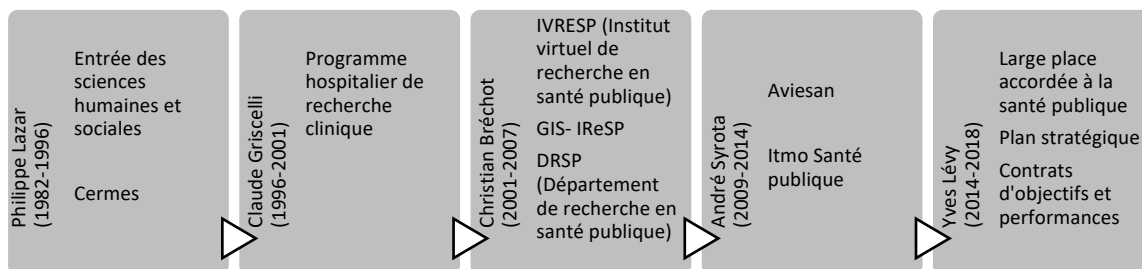 Philippe Lazar
(1982-1996)
Entrée des
sciences
humaines et
sociales
Cermes
Claude Griscelli
(1996-2001)
Programme
hospitalier de
recherche
clinique
Christian Bréchot
(2001-2007)
IVRESP (Institut
virtuel de
recherche en
santé publique)
GIS- IReSP
DRSP
(Département
de recherche en
santé publique)
André Syrota
(2009-2014)
Aviesan
Itmo Santé
publique
Yves Lévy
(2014-2018)
Large place
accordée à la
santé publique
Plan stratégique
Contrats
d'objectifs et
performances